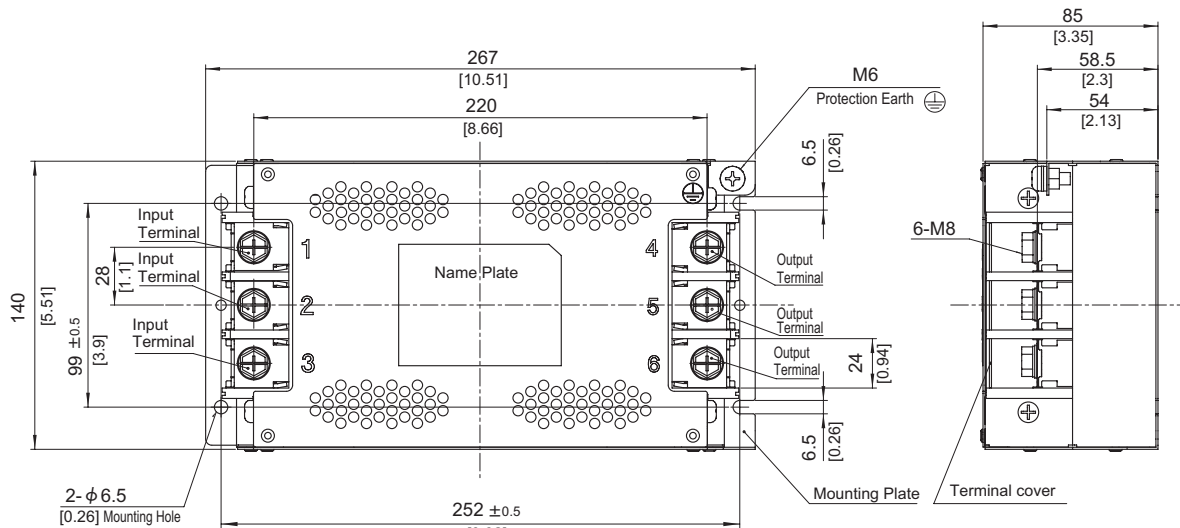 85
[3.35]
267
[10.51]
58.5
[2.3]
M6
Protection Earth
220
[8.66]
54
[2.13]
6.5
[0.26]
Input
Terminal
1
4
6-M8
Input
Terminal
28
[1.1]
Name Plate
Output
Terminal
140
[5.51]
99 ±0.5
[3.9]
2
5
Output
Terminal
Input
Terminal
3
6
Output
Terminal
24
[0.94]
6.5
[0.26]
2-ϕ6.5
[0.26] Mounting Hole
252 ±0.5
Mounting Plate
Terminal cover